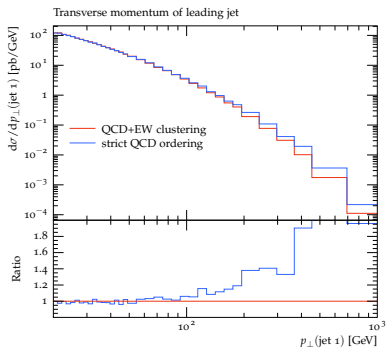 Transverse momentum of leading jet
dσ/dp⊥(jet 1) [pb/GeV]
10²
10¹
1
10⁻¹
10⁻²
10⁻³
10⁻⁴
QCD+EW clustering
strict QCD ordering
Ratio
1.8
1.6
1.4
1.2
1
10²
10³
p⊥(jet 1) [GeV]